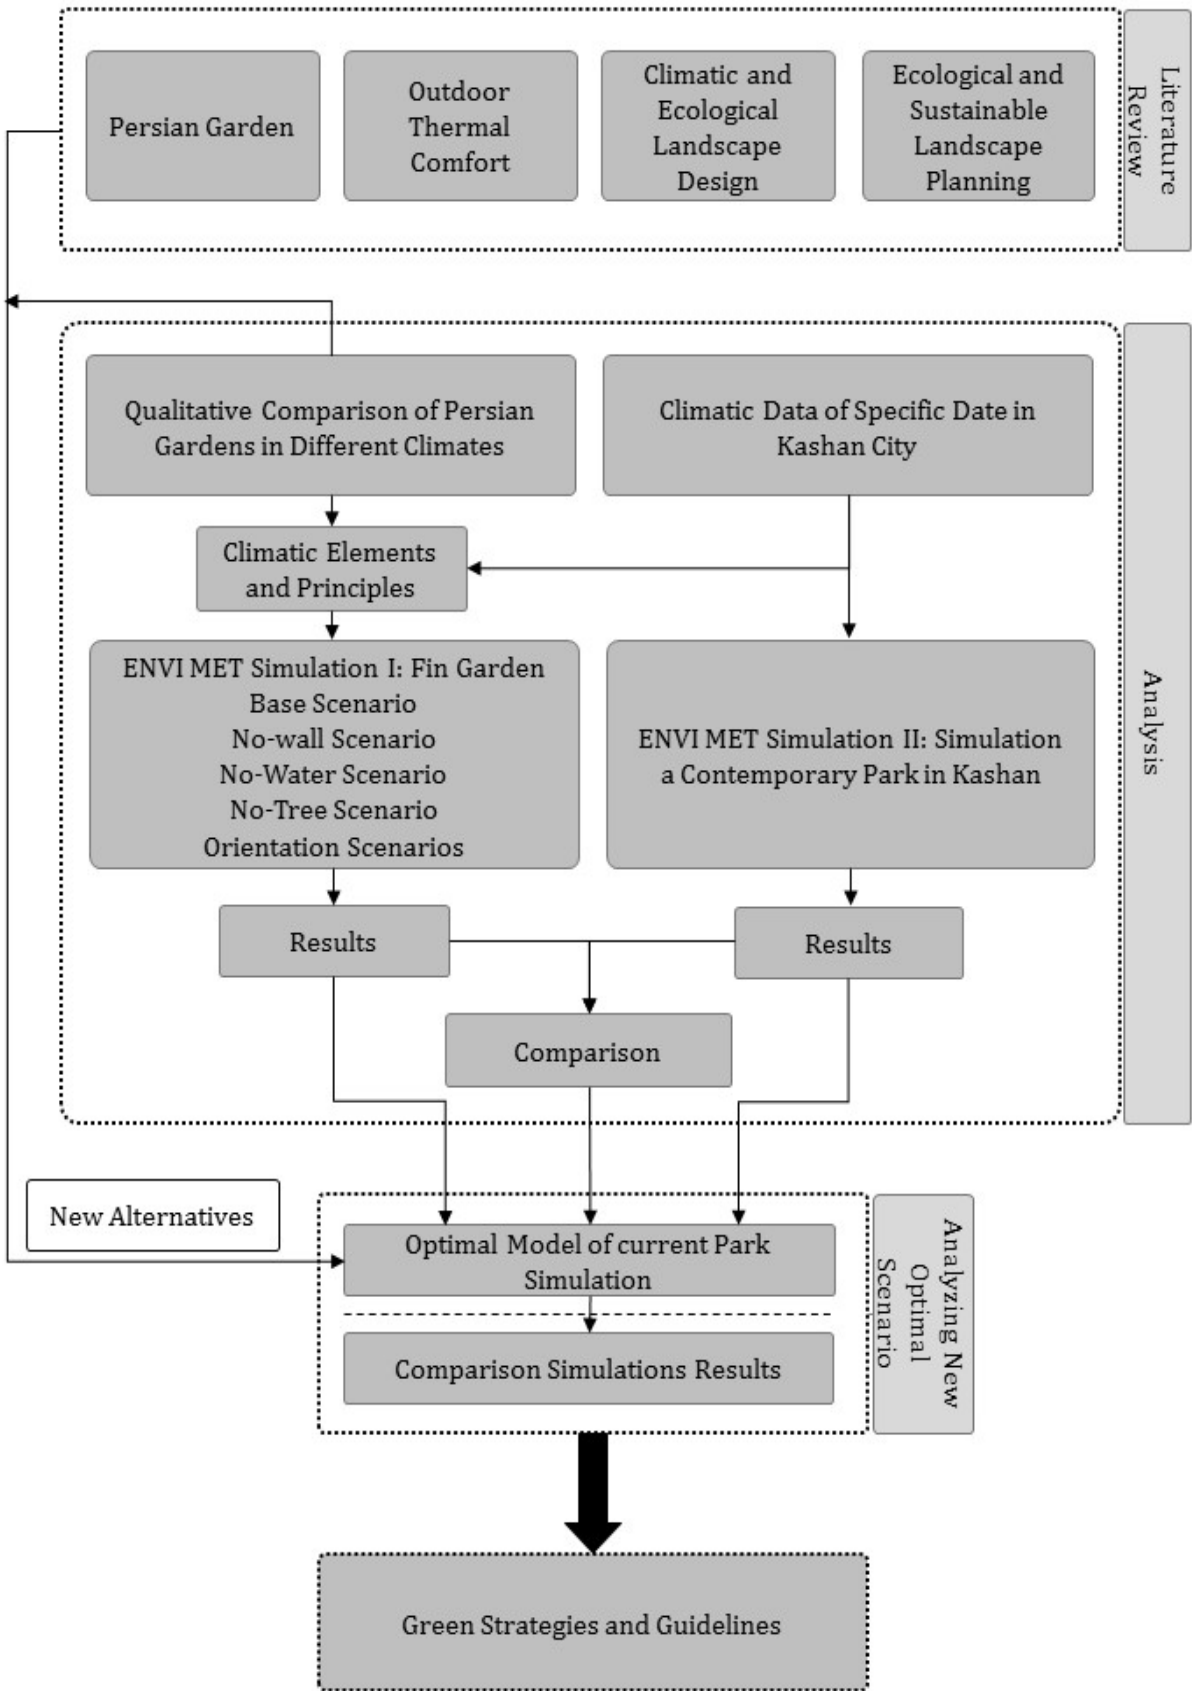 Persian Garden
Outdoor
Thermal
Comfort
Climatic and
Ecological
Landscape
Design
Ecological and
Sustainable
Landscape
Planning
Literature
Review
Qualitative Comparison of Persian
Gardens in Different Climates
Climatic Data of Specific Date in
Kashan City
Climatic Elements
and Principles
ENVI MET Simulation I: Fin Garden
Base Scenario
No-wall Scenario
No-Water Scenario
No-Tree Scenario
Orientation Scenarios
ENVI MET Simulation II: Simulation
a Contemporary Park in Kashan
Analysis
Results
Results
Comparison
New Alternatives
Optimal Model of current Park
Simulation
Comparison Simulations Results
Analyzing New
Optimal
Scenario
Green Strategies and Guidelines